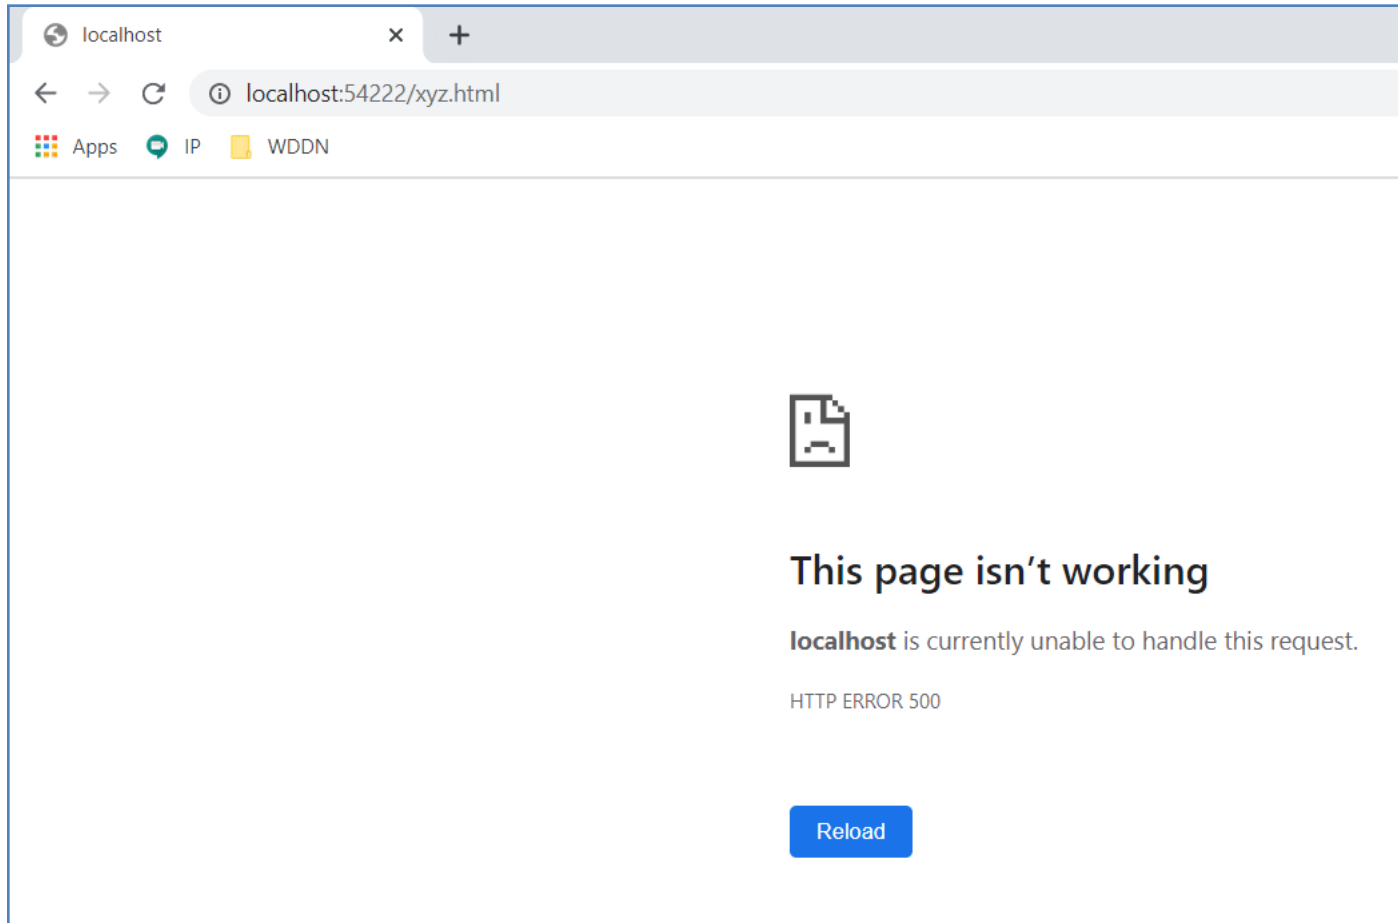 localhost
localhost:54222/xyz.html
Apps IP WDDN
This page isn’t working
localhost is currently unable to handle this request.
HTTP ERROR 500
Reload